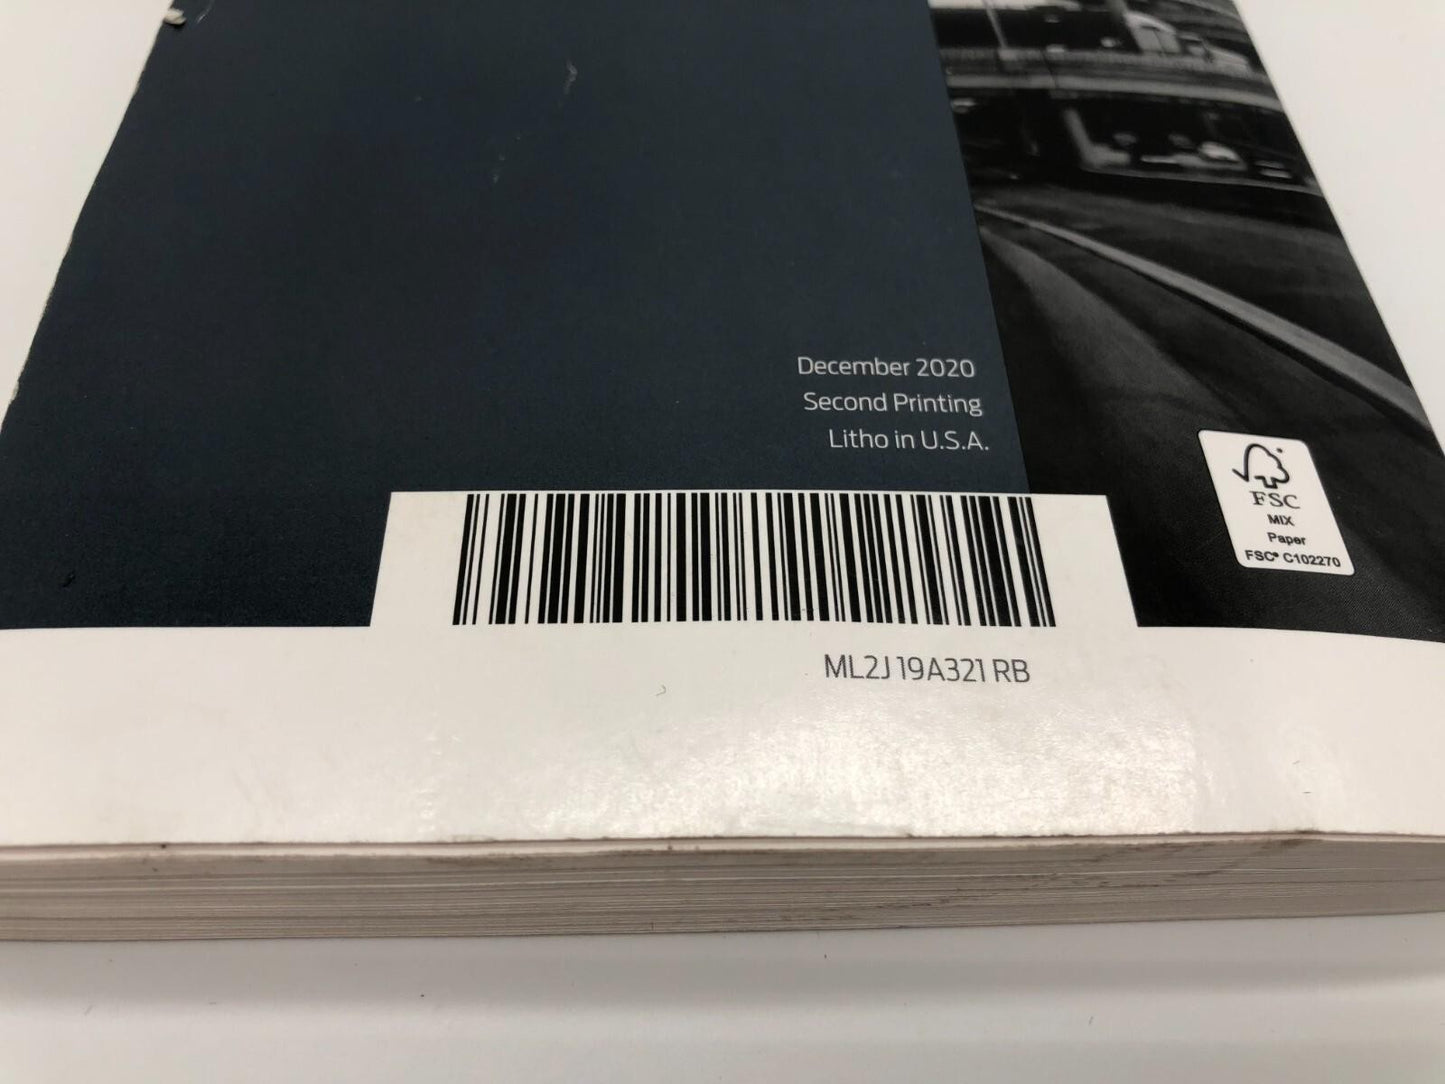 December 2020
Second Printing
Litho in U.S.A.
FSC
MIX
Paper
FSC® C102270
ML2J 19A321 RB